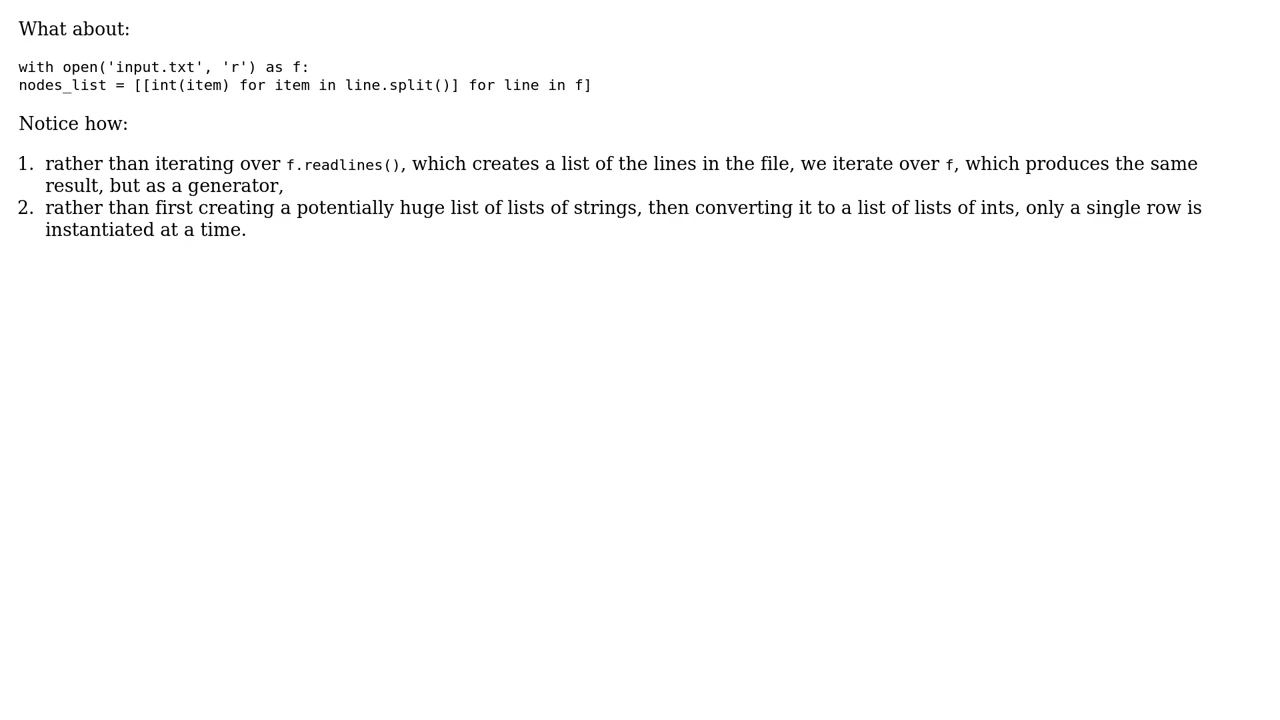 What about:
with open('input.txt', 'r') as f:
nodes_list = [[int(item) for item in line.split()] for line in f]
Notice how:
1. rather than iterating over f.readlines(), which creates a list of the lines in the file, we iterate over f, which produces the same
result, but as a generator,
2. rather than first creating a potentially huge list of lists of strings, then converting it to a list of lists of ints, only a single row is
instantiated at a time.